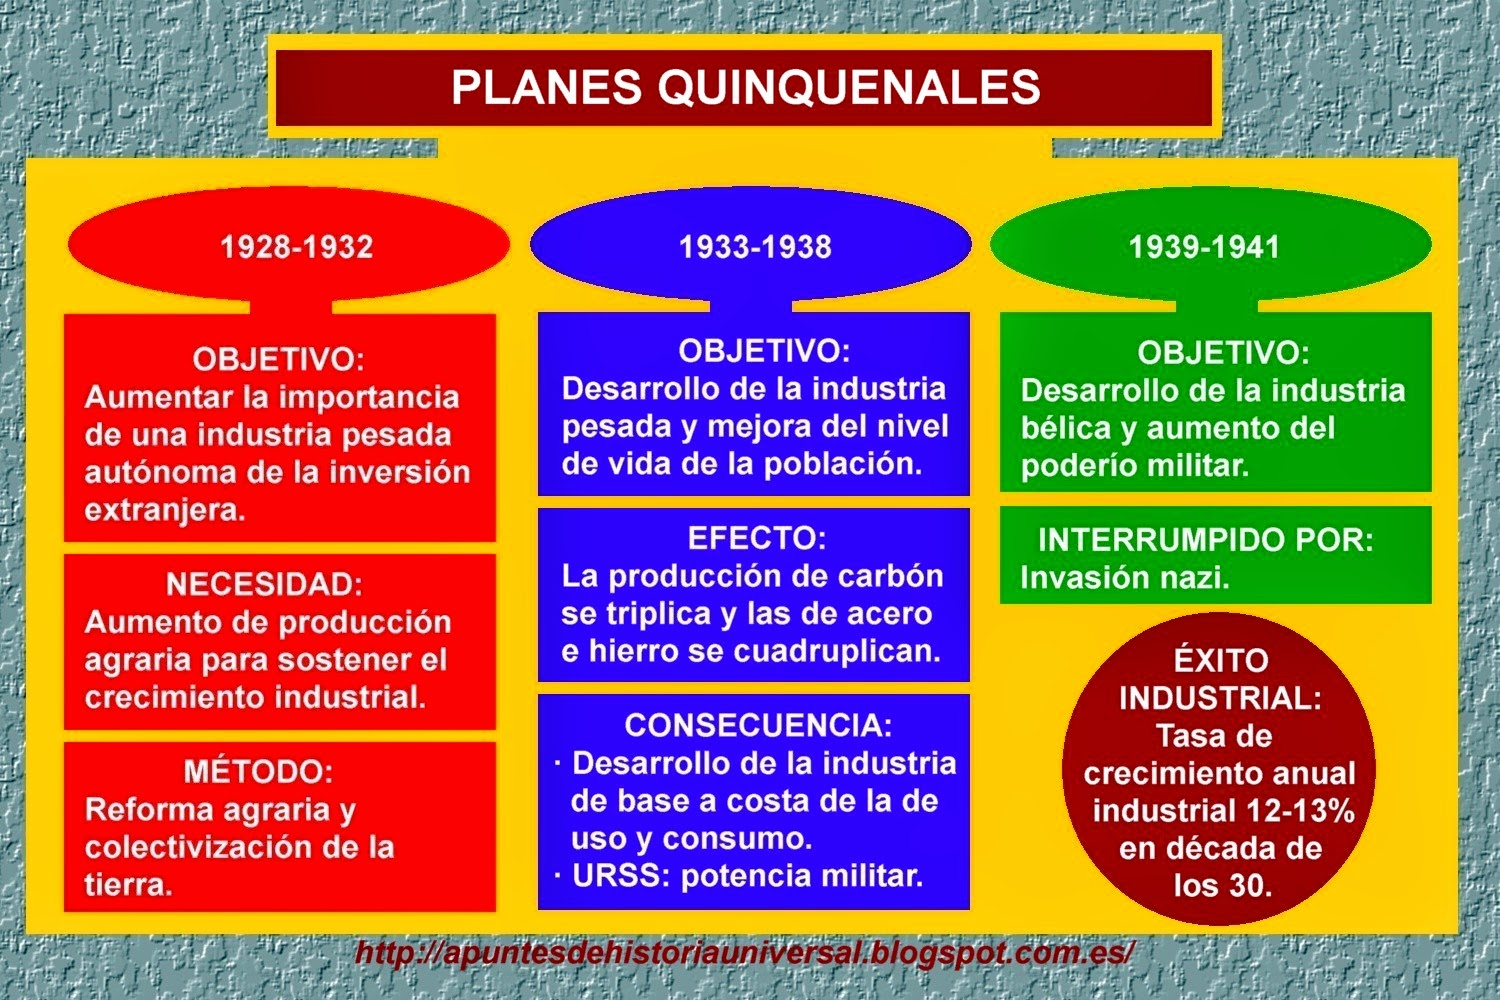 PLANES QUINQUENALES
1928-1932
OBJETIVO:
Aumentar la importancia
de una industria pesada
autónoma de la inversión
extranjera.
NECESIDAD:
Aumento de producción
agraria para sostener el
crecimiento industrial.
MÉTODO:
Reforma agraria y
colectivización de la
tierra.
1933-1938
OBJETIVO:
Desarrollo de la industria
pesada y mejora del nivel
de vida de la población.
EFECTO:
La producción de carbón
se triplica y las de acero
e hierro se cuadruplican.
CONSECUENCIA:
· Desarrollo de la industria
de base a costa de la de
uso y consumo.
· URSS: potencia militar.
1939-1941
OBJETIVO:
Desarrollo de la industria
bélica y aumento del
poderío militar.
INTERRUMPIDO POR:
Invasión nazi.
ÉXITO
INDUSTRIAL:
Tasa de
crecimiento anual
industrial 12-13%
en década de
los 30.
http://apuntesdehistoriauniversal.blogspot.com.es/